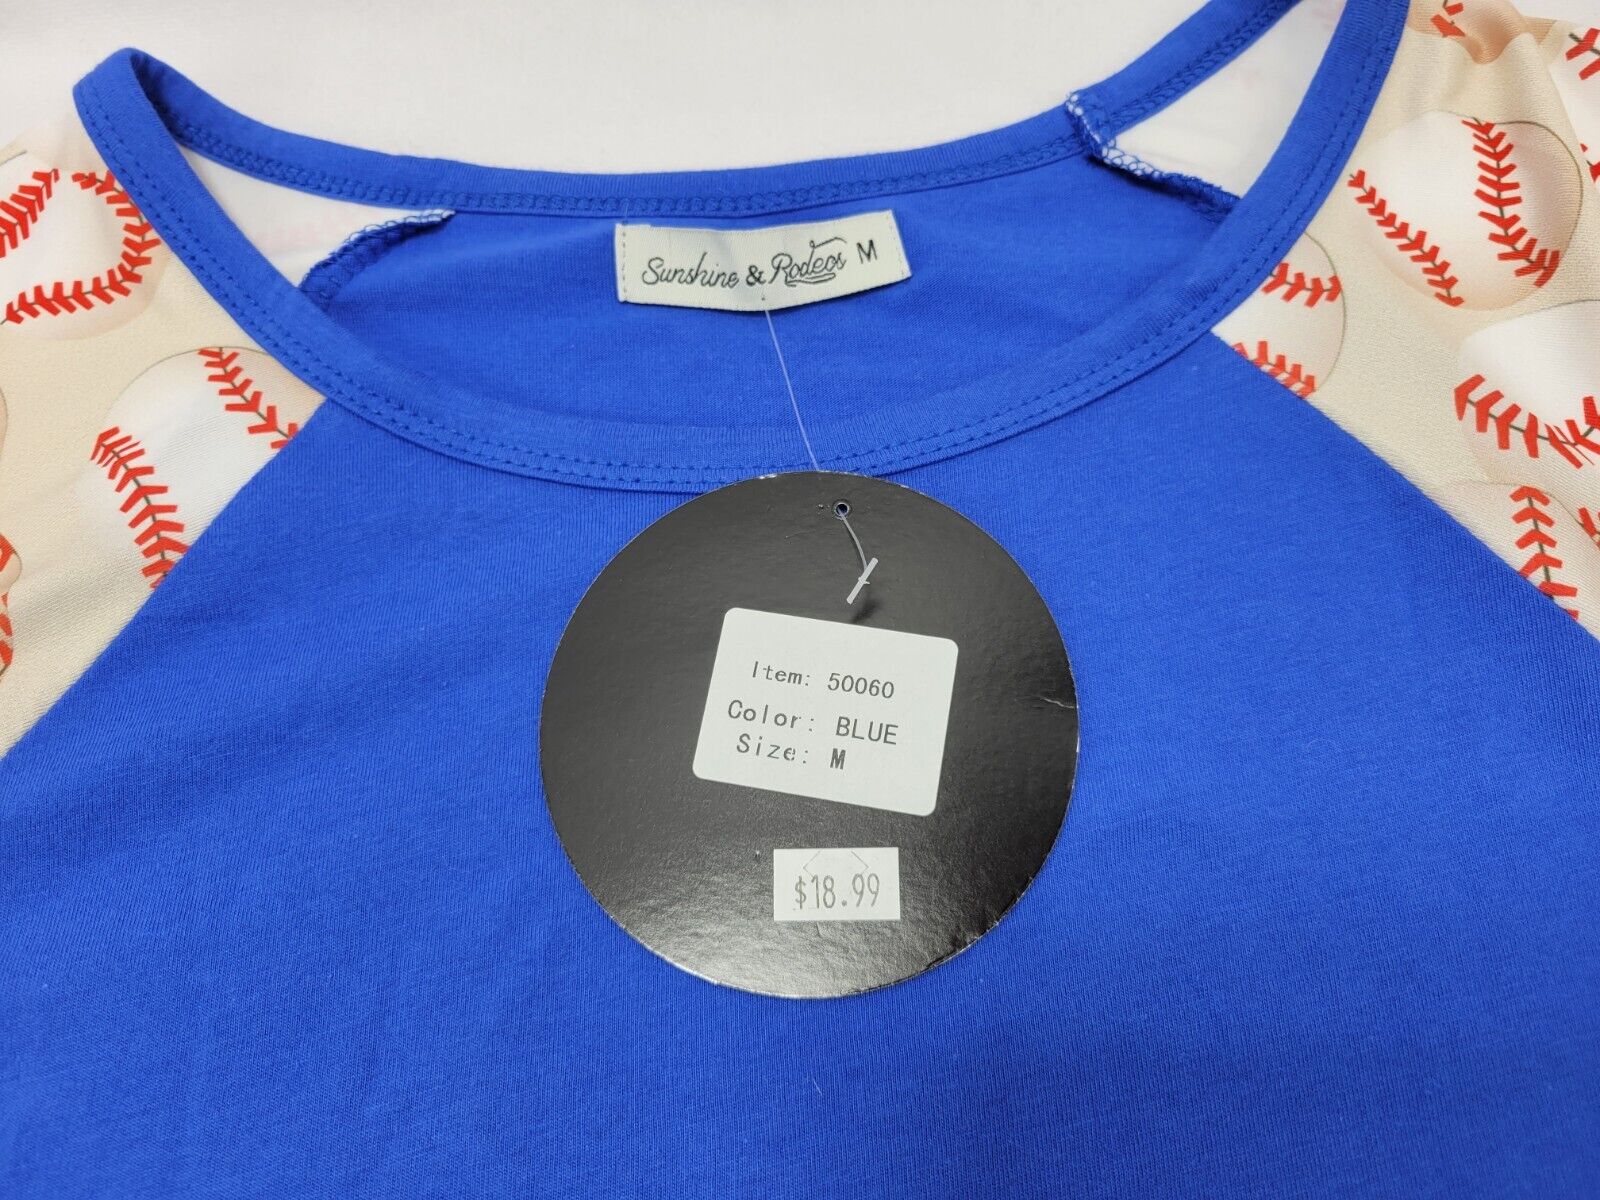 Sunshine & Rodeos M
Item: 50060
Color: BLUE
Size: M
$18.99